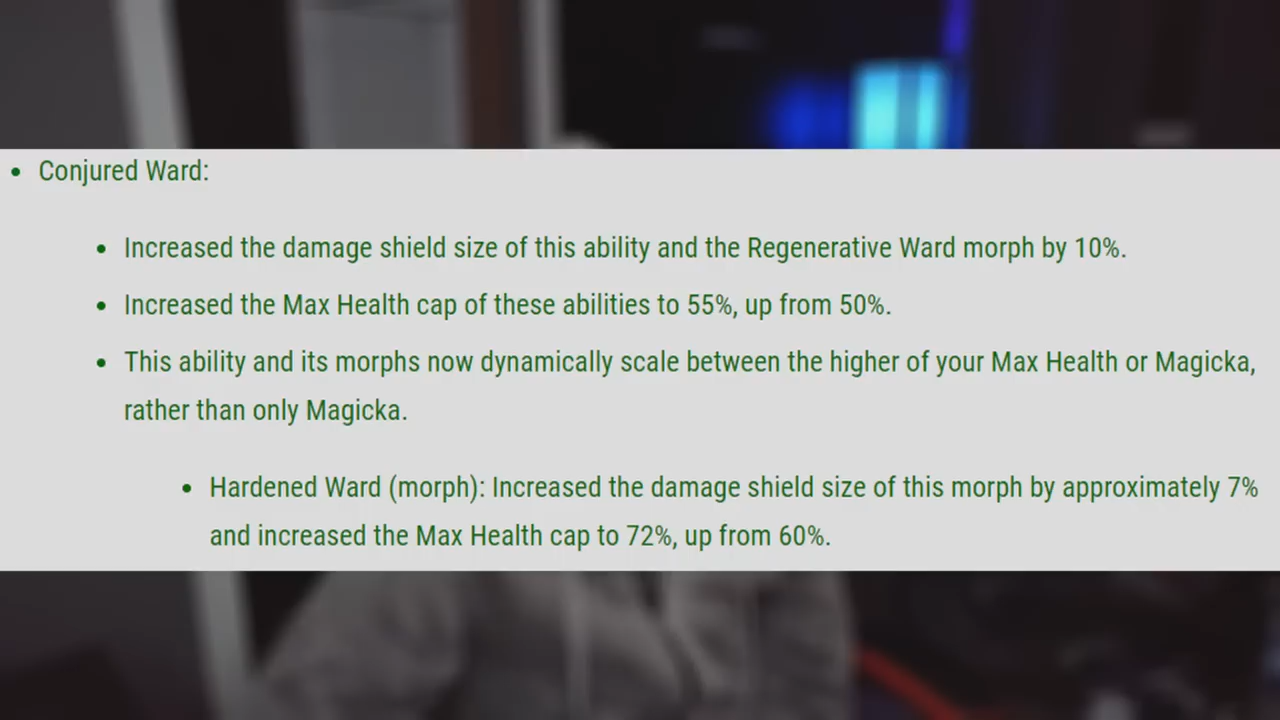 Conjured Ward:
Increased the damage shield size of this ability and the Regenerative Ward morph by 10%.
Increased the Max Health cap of these abilities to 55%, up from 50%.
This ability and its morphs now dynamically scale between the higher of your Max Health or Magicka,
rather than only Magicka.
Hardened Ward (morph): Increased the damage shield size of this morph by approximately 7%
and increased the Max Health cap to 72%, up from 60%.